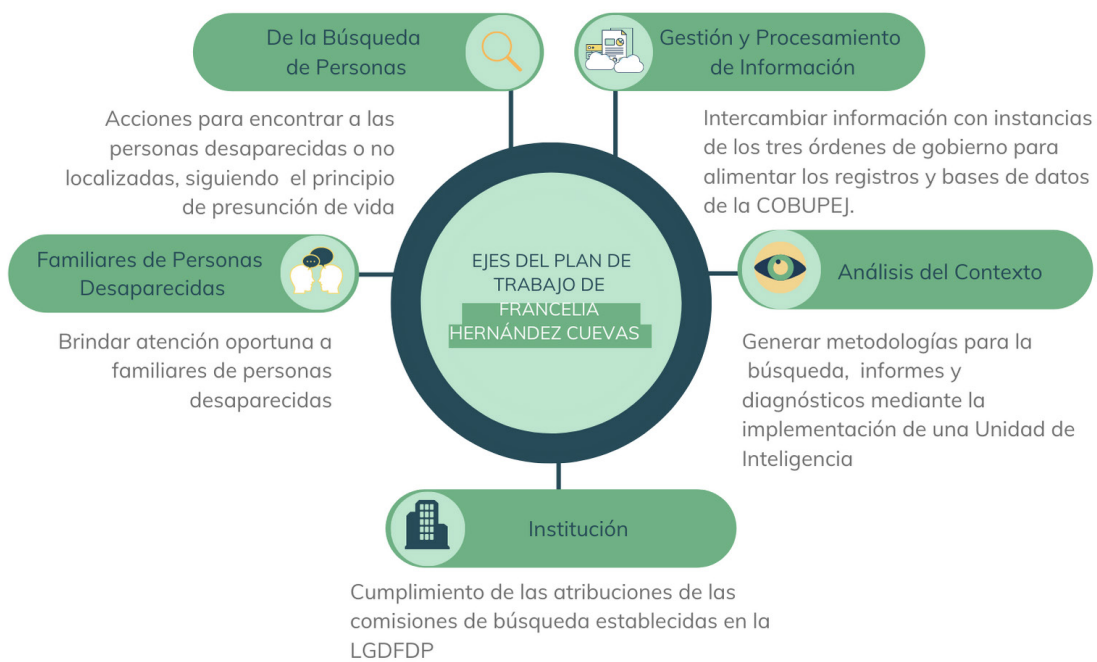 De la Búsqueda
de Personas
Acciones para encontrar a las
personas desaparecidas o no
localizadas, siguiendo el principio
de presunción de vida
Gestión y Procesamiento
de Información
Intercambiar información con instancias
de los tres órdenes de gobierno para
alimentar los registros y bases de datos
de la COBUPEJ.
Familiares de Personas
Desaparecidas
Brindar atención oportuna a
familiares de personas
desaparecidas
EJES DEL PLAN DE
TRABAJO DE
FRANCELIA
HERNÁNDEZ CUEVAS
Análisis del Contexto
Generar metodologías para la
búsqueda, informes y
diagnósticos mediante la
implementación de una Unidad de
Inteligencia
Institución
Cumplimiento de las atribuciones de las
comisiones de búsqueda establecidas en la
LGDFDP